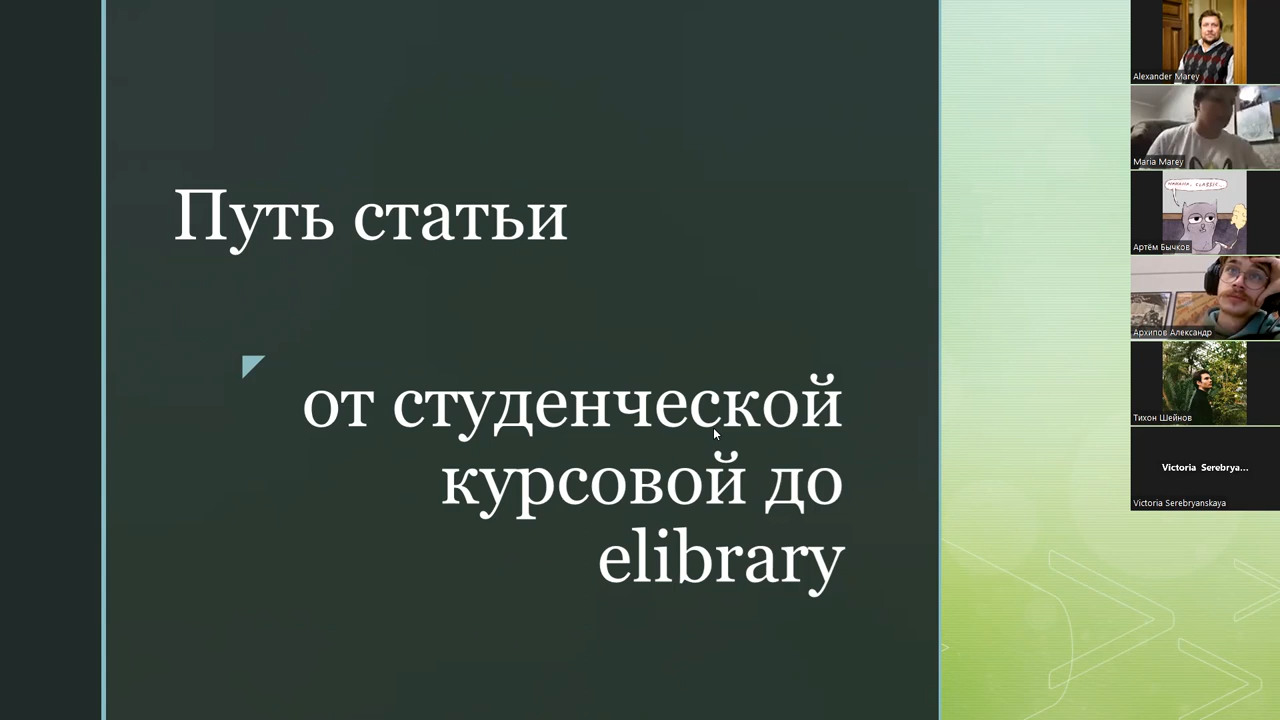 Путь статьи
от студенческой
курсовой до
elibrary
Alexander Marey
Maria Marey
Артём Бычков
Архипов Александр
Тихон Шейнов
Victoria Serebrya...
Victoria Serebryanskaya